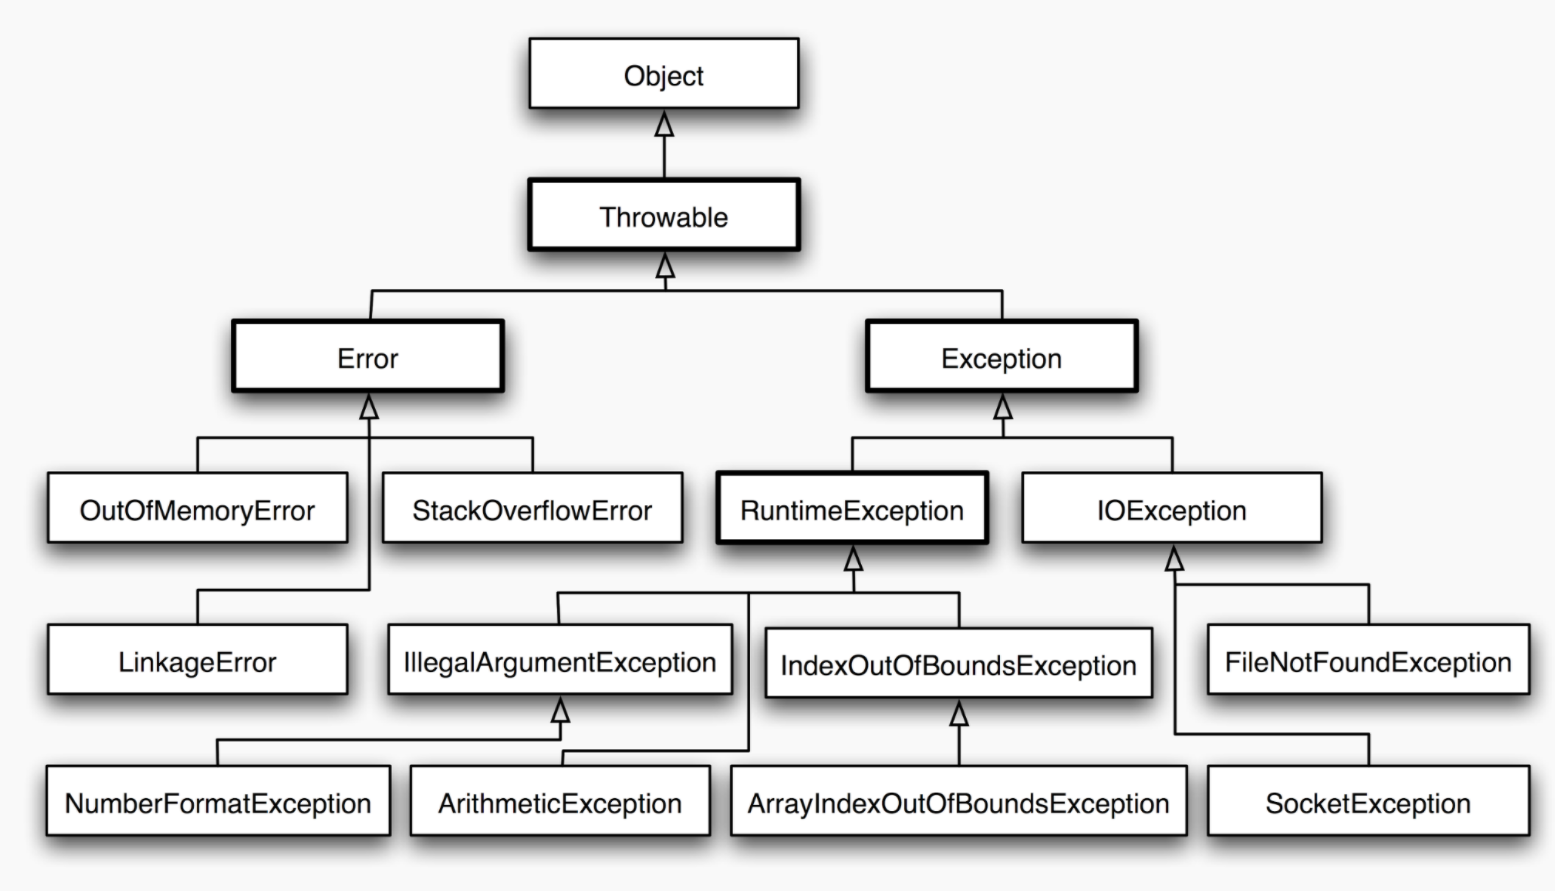 Object
Throwable
Error
Exception
OutOfMemoryError
StackOverflowError
RuntimeException
IOException
LinkageError
IllegalArgumentException
IndexOutOfBoundsException
FileNotFoundException
NumberFormatException
ArithmeticException
ArrayIndexOutOfBoundsException
SocketException